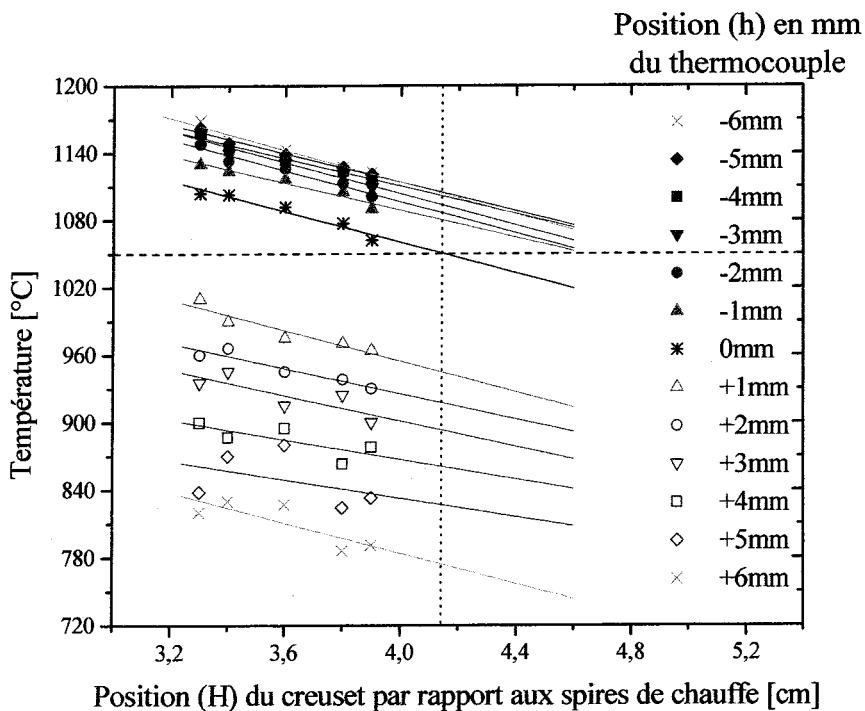 Position (h) en mm
du thermocouple
1200
1140
1080
1020
960
900
840
780
720
Température [°C]
3,2
3,6
4,0
4,4
4,8
5,2
Position (H) du creuset par rapport aux spires de chauffe [cm]
-6mm
-5mm
-4mm
-3mm
-2mm
-1mm
0mm
+1mm
+2mm
+3mm
+4mm
+5mm
+6mm